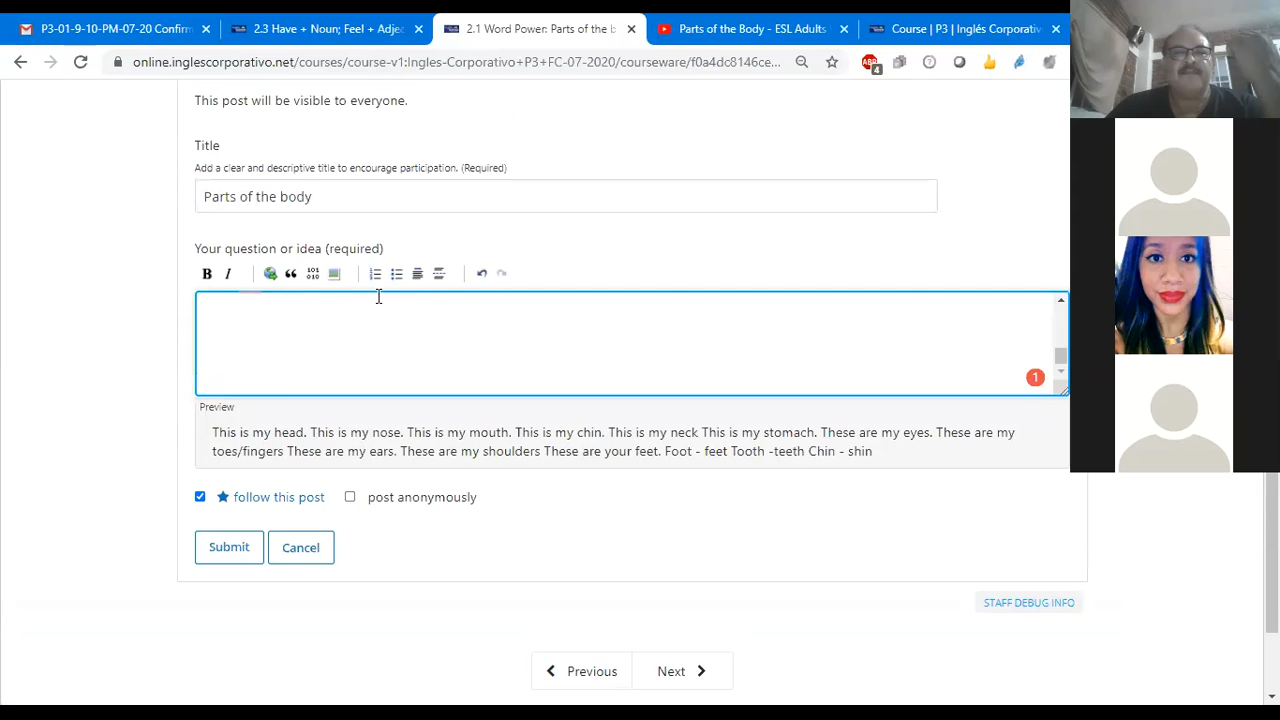 P3-01-9-10-PM-07-20 Confirm
2.3 Have + Noun; Feel + Adje
2.1 Word Power: Parts of the b
Parts of the Body - ESL Adults
Course | P3 | Inglés Corporativ
online.inglescorporativo.net/courses/course-v1:Ingles-Corporativo+P3+FC-07-2020/courseware/f0a4dc8146ce...
ABP
4
This post will be visible to everyone.
Title
Add a clear and descriptive title to encourage participation. (Required)
Parts of the body
Your question or idea (required)
B I
101 010
1
Preview
This is my head. This is my nose. This is my mouth. This is my chin. This is my neck This is my stomach. These are my eyes. These are my
toes/fingers These are my ears. These are my shoulders These are your feet. Foot - feet Tooth -teeth Chin - shin
follow this post
post anonymously
Submit
Cancel
STAFF DEBUG INFO
Previous
Next